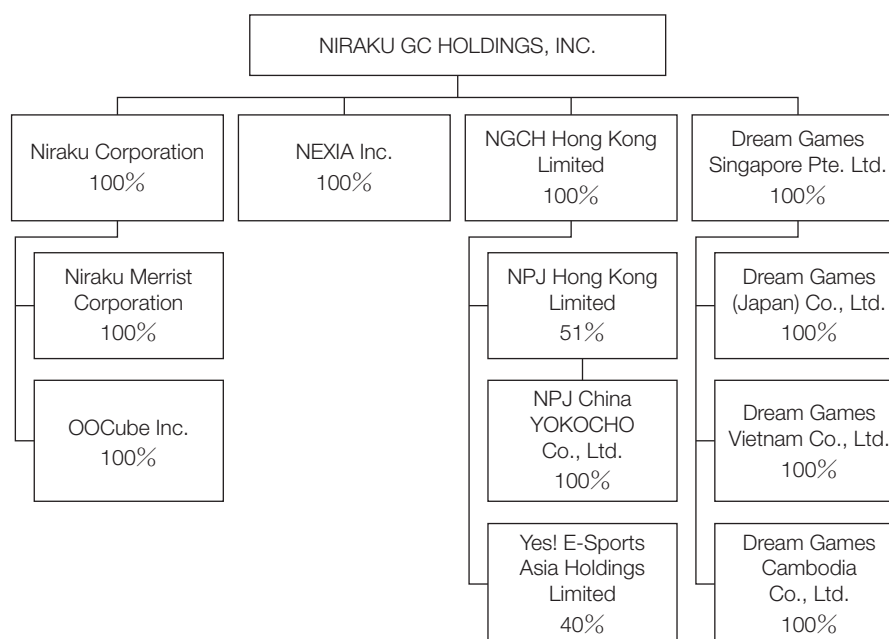 NIRAKU GC HOLDINGS, INC.
Niraku Corporation
100%
NEXIA Inc.
100%
NGCH Hong Kong
Limited
100%
Dream Games
Singapore Pte. Ltd.
100%
Niraku Merrist
Corporation
100%
OOCube Inc.
100%
NPJ Hong Kong
Limited
51%
NPJ China
YOKOCHO
Co., Ltd.
100%
Yes! E-Sports
Asia Holdings
Limited
40%
Dream Games
(Japan) Co., Ltd.
100%
Dream Games
Vietnam Co., Ltd.
100%
Dream Games
Cambodia
Co., Ltd.
100%